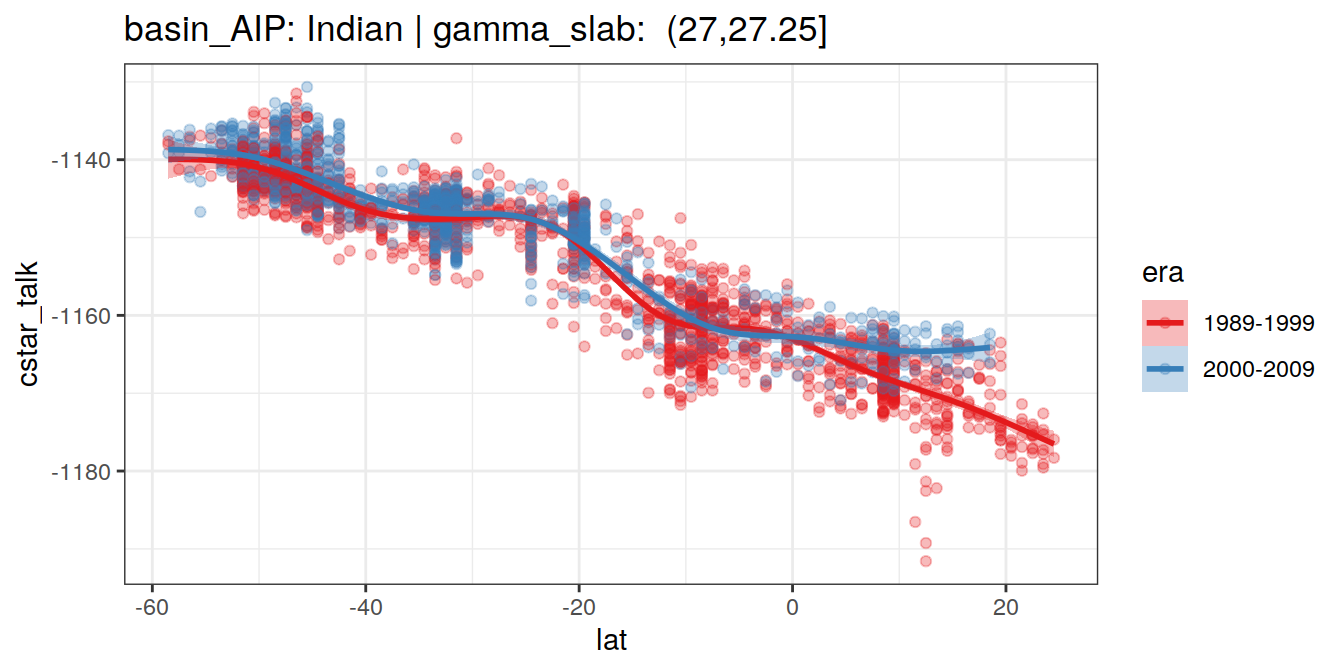 basin_AIP: Indian | gamma_slab:  (27,27.25]
cstar_talk
-1140
-1160
-1180
-60
-40
-20
0
20
lat
era
1989-1999
2000-2009